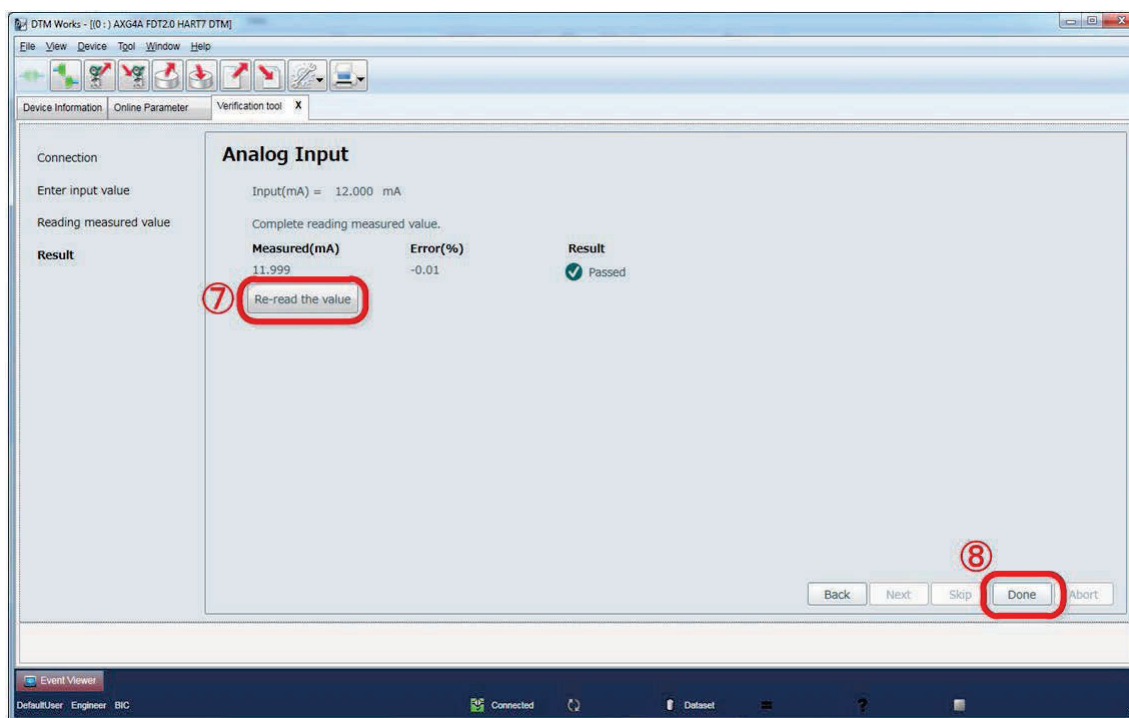 DTM Works - [(0 : ) AXG4A FDT2.0 HART7 DTM]
File View Device Tool Window Help
Device Information Online Parameter Verification tool X
Connection
Enter input value
Reading measured value
Result
Analog Input
Input(mA) = 12.000 mA
Complete reading measured value.
Measured(mA) Error(%) Result
11.999 -0.01 Passed
⑦ Re-read the value
⑧
Back Next Skip Done Abort
Event Viewer
DefaultUser Engineer BIC Connected Dataset = ?